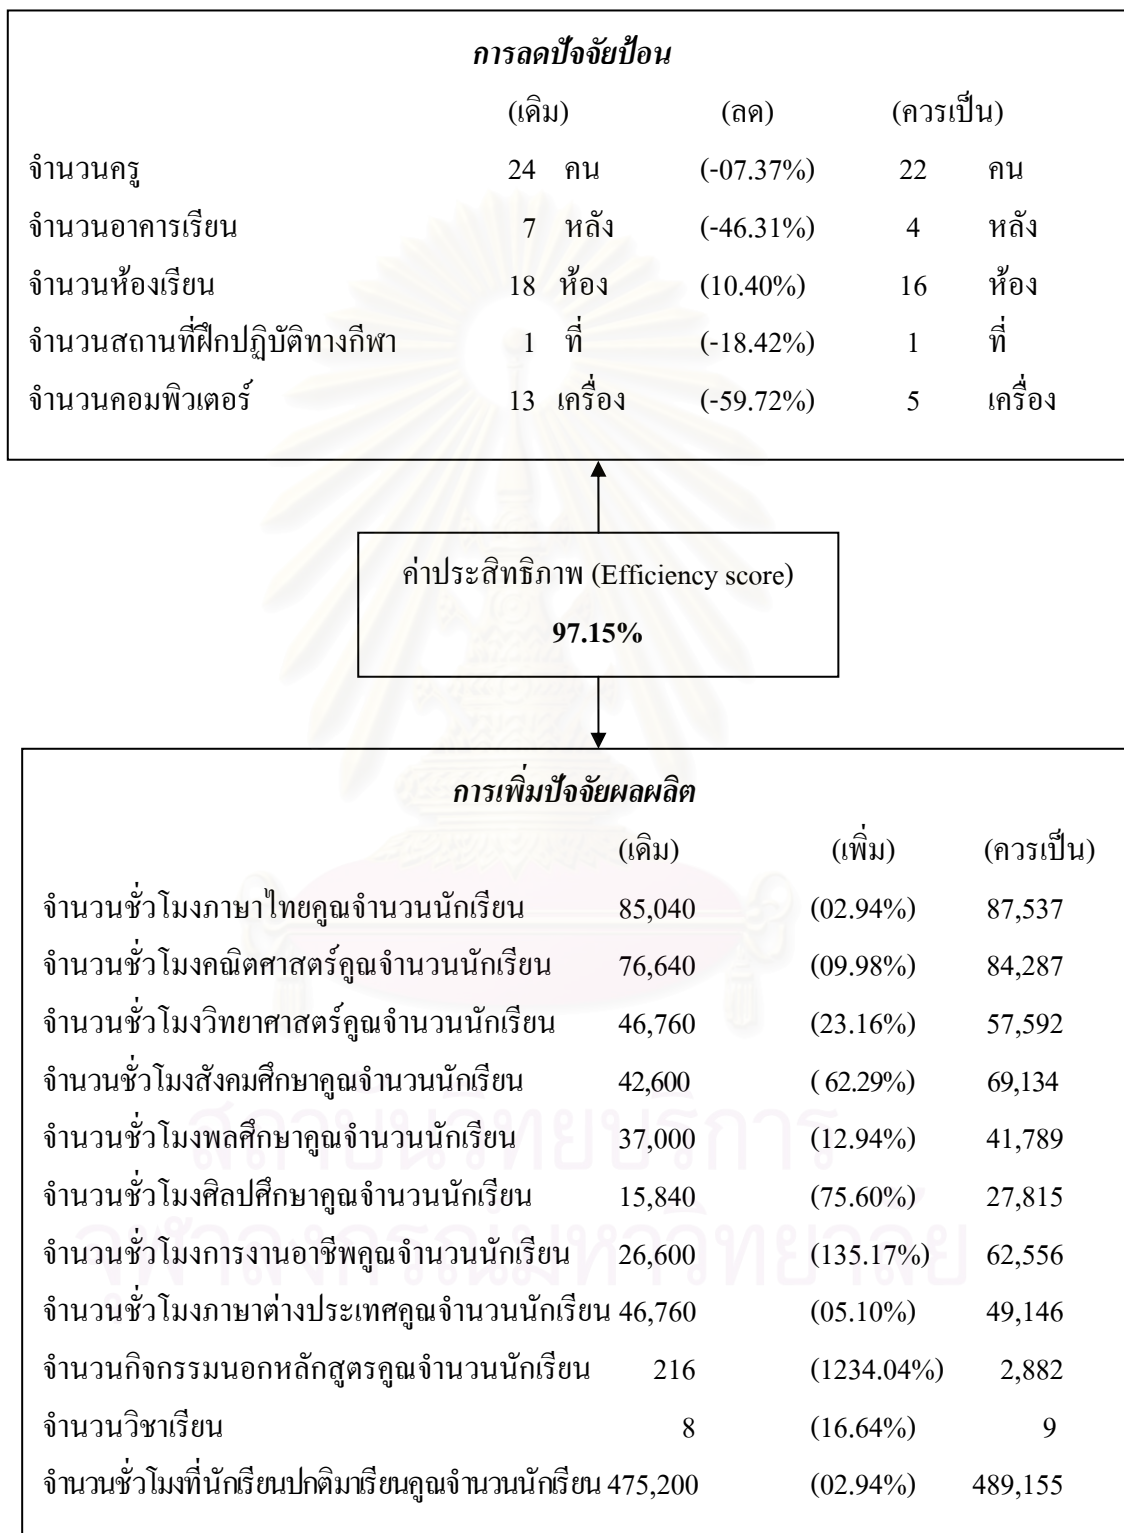 การลดปัจจัยป้อน
(เดิม) (ลด) (ควรเป็น)
จำนวนครู 24 คน (-07.37%) 22 คน
จำนวนอาคารเรียน 7 หลัง (-46.31%) 4 หลัง
จำนวนห้องเรียน 18 ห้อง (10.40%) 16 ห้อง
จำนวนสถานที่ฝึกปฏิบัติทางกีฬา 1 ที่ (-18.42%) 1 ที่
จำนวนคอมพิวเตอร์ 13 เครื่อง (-59.72%) 5 เครื่อง
ค่าประสิทธิภาพ (Efficiency score)
97.15%
การเพิ่มปัจจัยผลผลิต
(เดิม) (เพิ่ม) (ควรเป็น)
จำนวนชั่วโมงภาษาไทยคูณจำนวนนักเรียน 85,040 (02.94%) 87,537
จำนวนชั่วโมงคณิตศาสตร์คูณจำนวนนักเรียน 76,640 (09.98%) 84,287
จำนวนชั่วโมงวิทยาศาสตร์คูณจำนวนนักเรียน 46,760 (23.16%) 57,592
จำนวนชั่วโมงสังคมศึกษาคูณจำนวนนักเรียน 42,600 ( 62.29%) 69,134
จำนวนชั่วโมงพลศึกษาคูณจำนวนนักเรียน 37,000 (12.94%) 41,789
สถาบันวิทยบริการ
จำนวนชั่วโมงศิลปศึกษาคูณจำนวนนักเรียน 15,840 (75.60%) 27,815
จำนวนชั่วโมงการงานอาชีพคูณจำนวนนักเรียน 26,600 (135.17%) 62,556
จุฬาลงกรณ์มหาวิทยาลัย
จำนวนชั่วโมงภาษาต่างประเทศคูณจำนวนนักเรียน 46,760 (05.10%) 49,146
จำนวนกิจกรรมนอกหลักสูตรคูณจำนวนนักเรียน 216 (1234.04%) 2,882
จำนวนวิชาเรียน 8 (16.64%) 9
จำนวนชั่วโมงที่นักเรียนปกติมาเรียนคูณจำนวนนักเรียน 475,200 (02.94%) 489,155